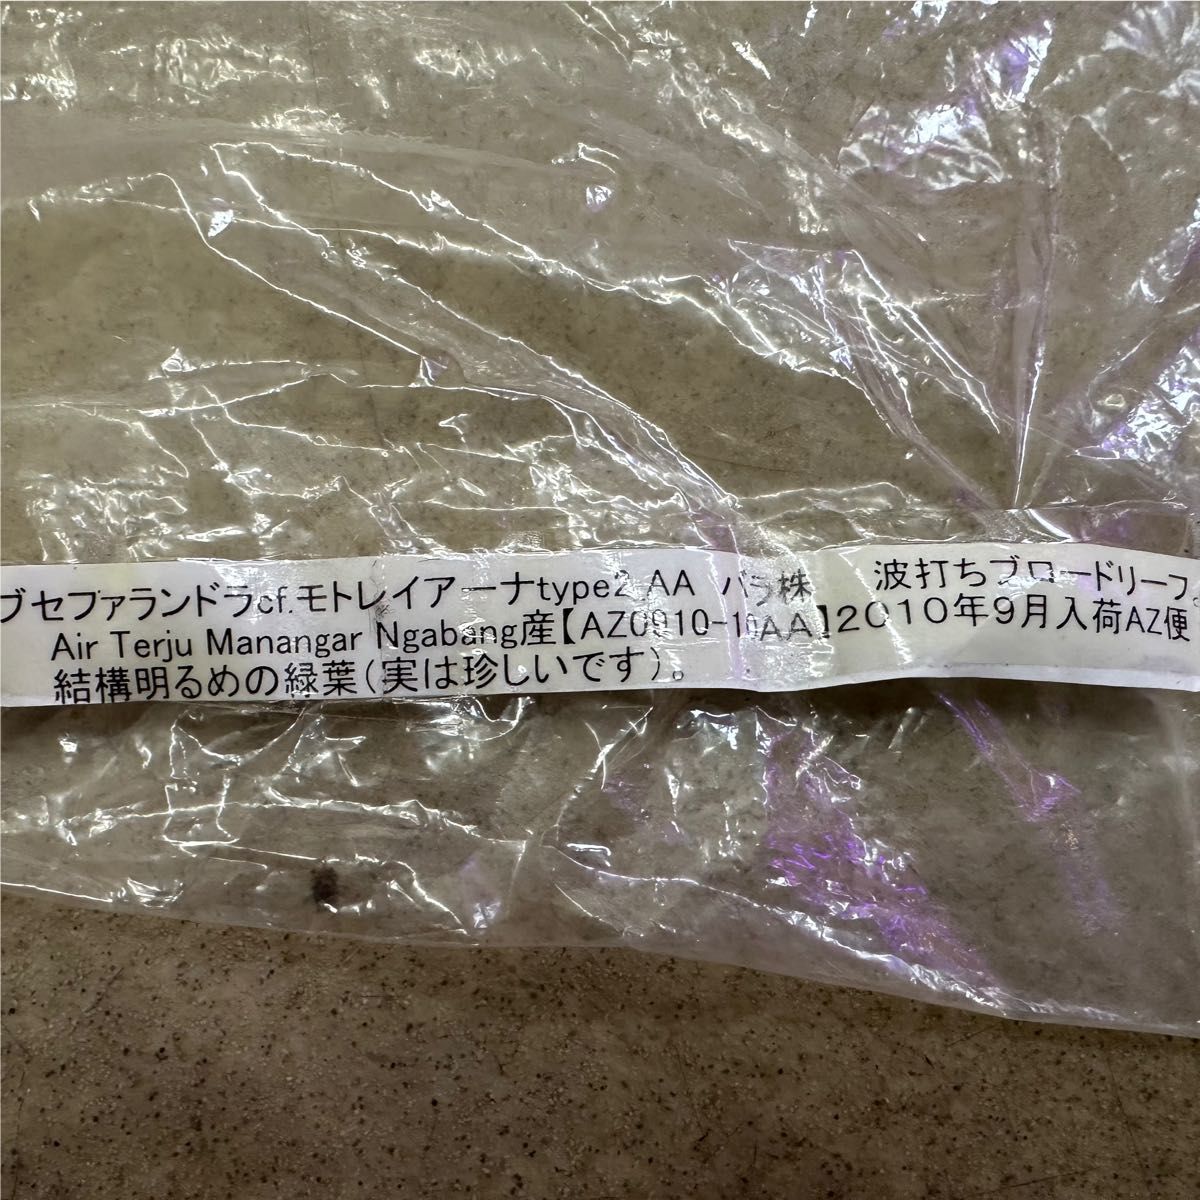 ブセファランドラcf.モトレイアーナtype2 AA バラ株 波打ちブロードリーフ。
Air Terju Manangar Ngabang産【AZ0910-10AA】2010年9月入荷AZ便
結構明るめの緑葉(実は珍しいです)。